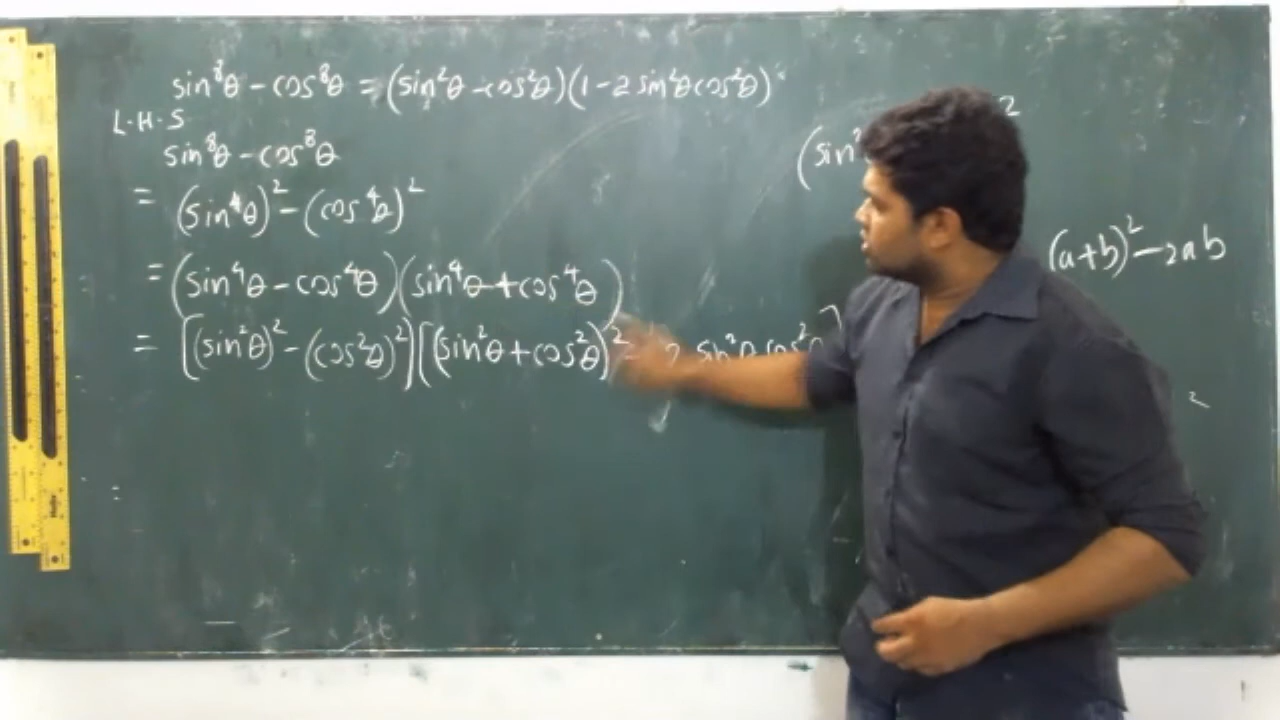 sin⁸θ - cos⁸θ = (sin²θ - cos²θ)(1 - 2 sin²θ cos²θ)
L.H.S
sin⁸θ - cos⁸θ
= (sin⁴θ)² - (cos⁴θ)²
= (sin⁴θ - cos⁴θ)(sin⁴θ + cos⁴θ)
= [(sin²θ)² - (cos²θ)²][(sin²θ + cos²θ)² - 2 sin²θ cos²θ]
(sin² 2
(a+b)² - 2ab